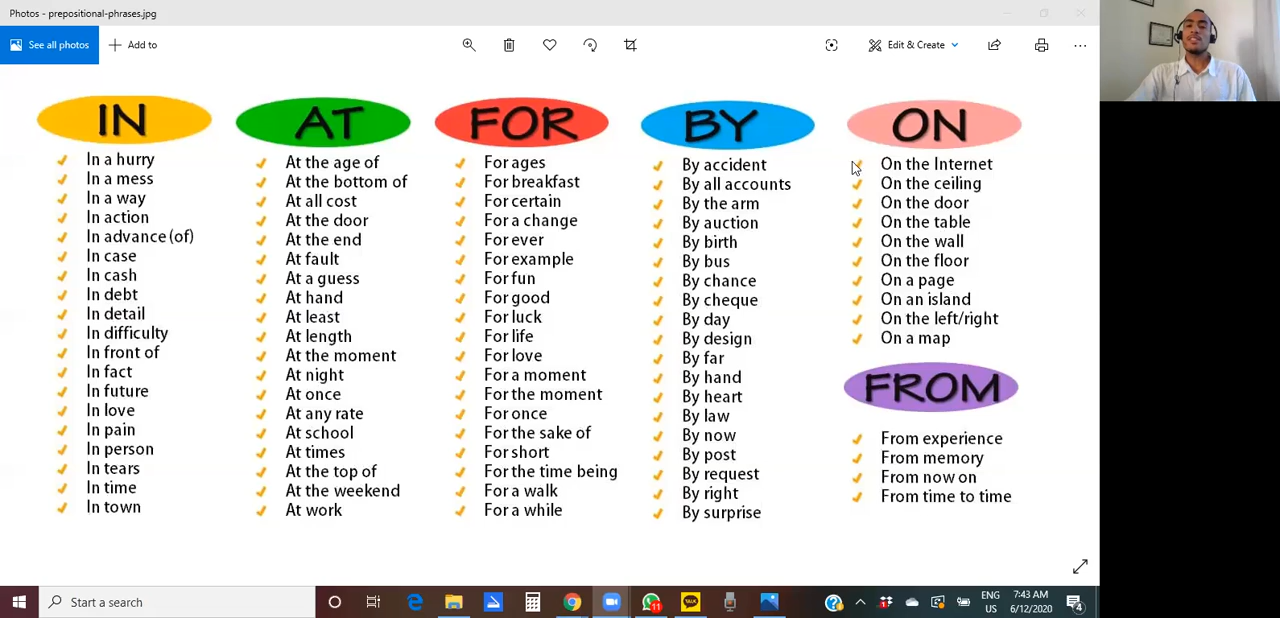 Photos - prepositional-phrases.jpg
See all photos
Add to
Edit & Create
IN
In a hurry
In a mess
In a way
In action
In advance (of)
In case
In cash
In debt
In detail
In difficulty
In front of
In fact
In future
In love
In pain
In person
In tears
In time
In town
AT
At the age of
At the bottom of
At all cost
At the door
At the end
At fault
At a guess
At hand
At least
At length
At the moment
At night
At once
At any rate
At school
At times
At the top of
At the weekend
At work
FOR
For ages
For breakfast
For certain
For a change
For ever
For example
For fun
For good
For luck
For life
For love
For a moment
For the moment
For once
For the sake of
For short
For the time being
For a walk
For a while
BY
By accident
By all accounts
By the arm
By auction
By birth
By bus
By chance
By cheque
By day
By design
By far
By hand
By heart
By law
By now
By post
By request
By right
By surprise
ON
On the Internet
On the ceiling
On the door
On the table
On the wall
On the floor
On a page
On an island
On the left/right
On a map
FROM
From experience
From memory
From now on
From time to time
Start a search
11
TALK
ENG
US
7:43 AM
6/12/2020
4